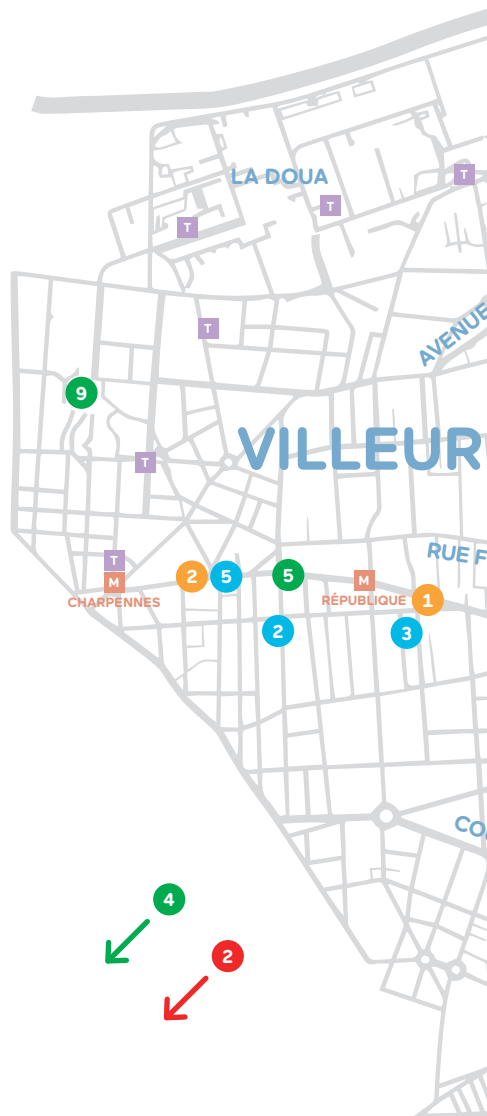 LA DOUA
T
T
T
T
AVENUE
9
VILLEUR
T
RUE F
T
M
CHARPENNES
2
5
5
M
RÉPUBLIQUE
1
2
3
CO
4
2